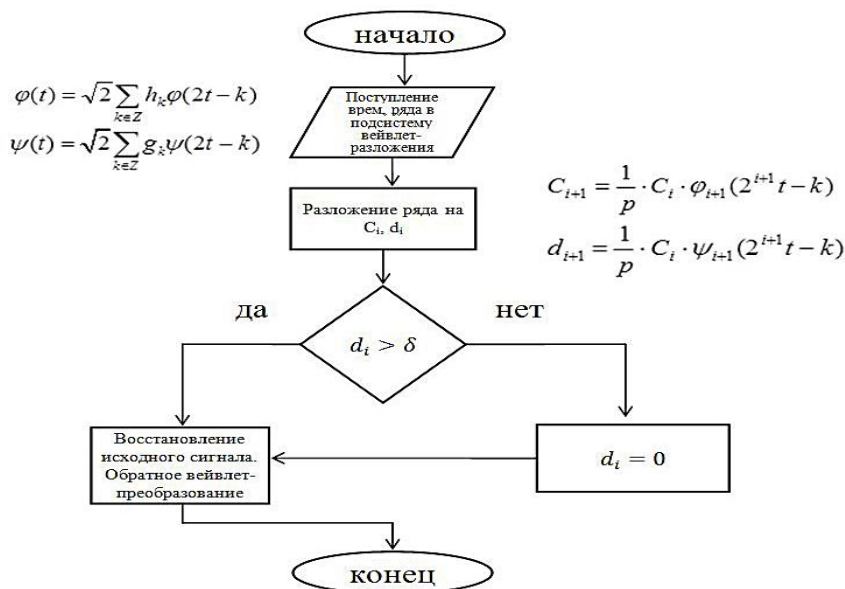 начало
φ(t) = √2 ∑ h_k φ(2t − k)
k∈Z
ψ(t) = √2 ∑ g_k ψ(2t − k)
k∈Z
Поступление
врем, ряда в
подсистему
вейвлет-
разложения
Разложение ряда на
C_i, d_i
C_{i+1} = 1/p · C_i · φ_{i+1}(2^{i+1}t − k)
d_{i+1} = 1/p · C_i · ψ_{i+1}(2^{i+1}t − k)
да
нет
d_i > δ
Восстановление
исходного сигнала.
Обратное вейвлет-
преобразование
d_i = 0
конец